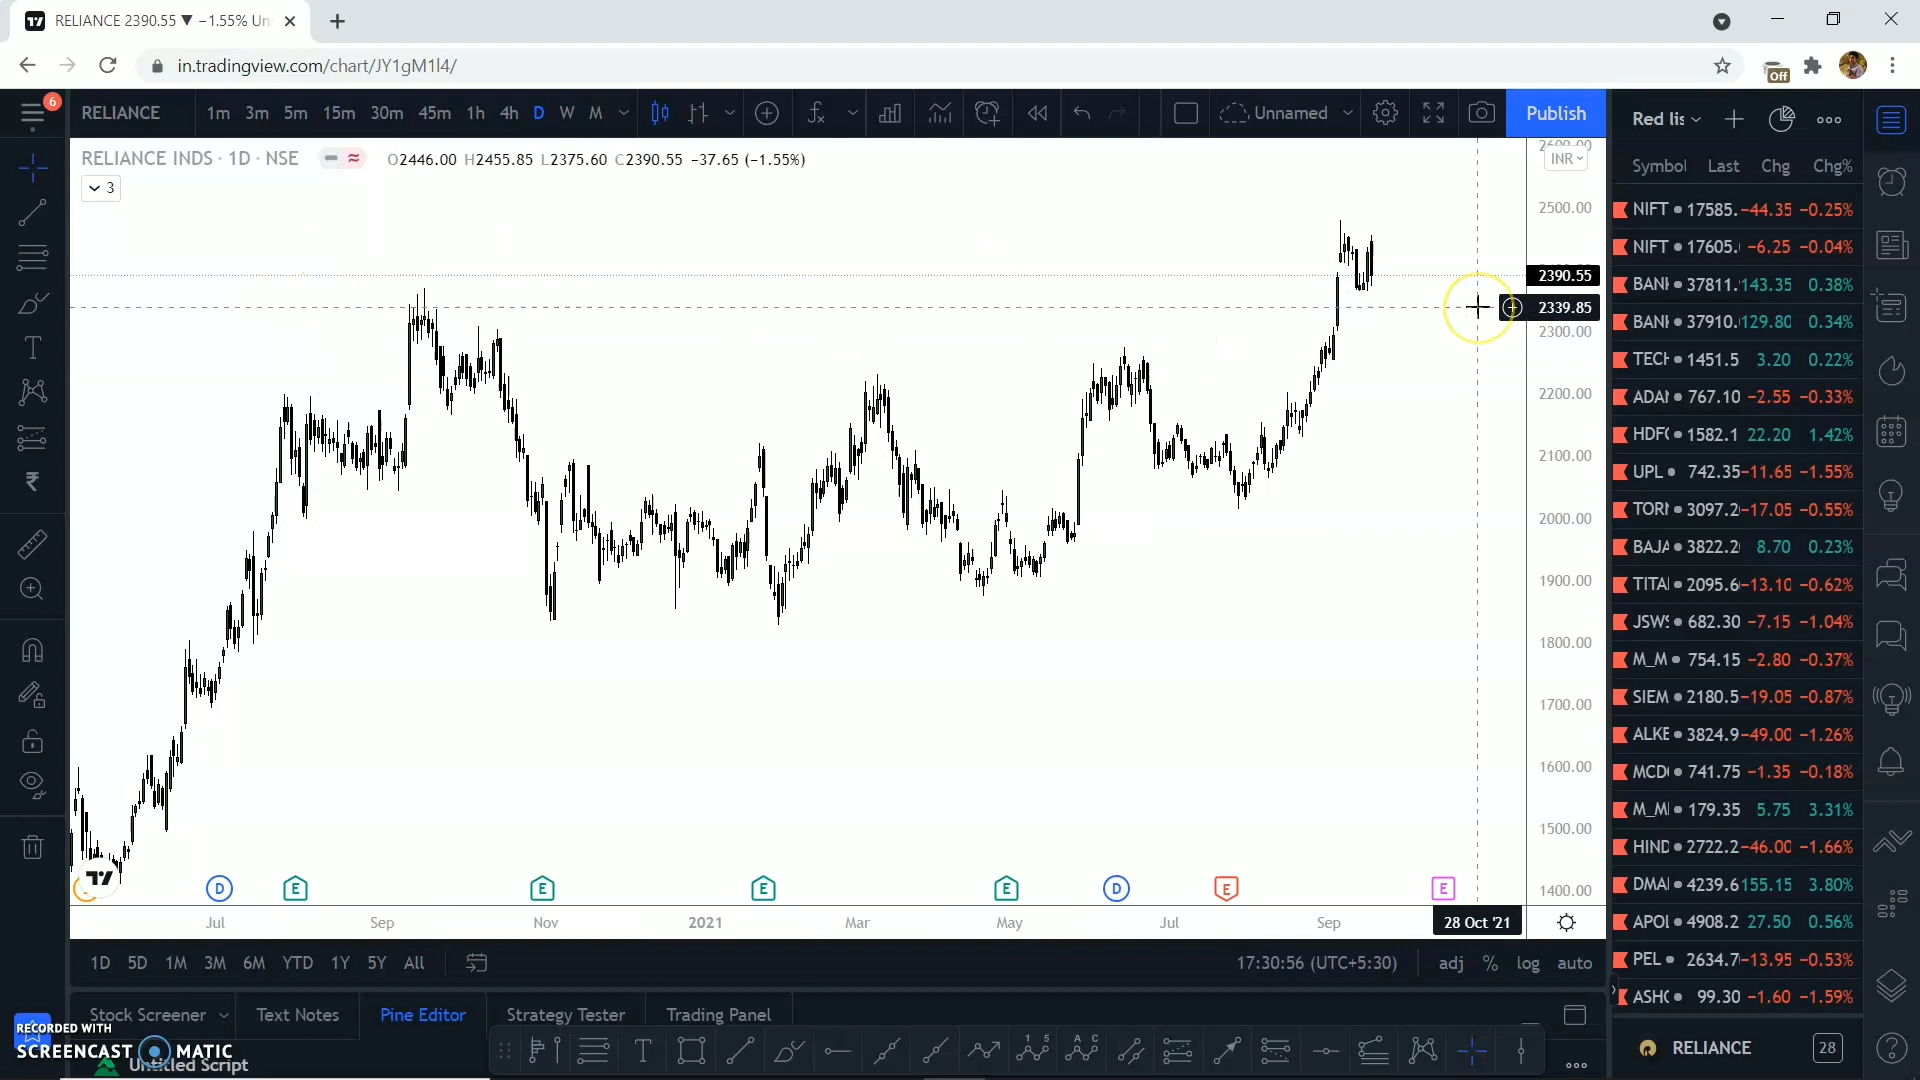 RELIANCE 2390.55 ▼ −1.55% Un
in.tradingview.com/chart/JY1gM1l4/
Off
6
RELIANCE 1m 3m 5m 15m 30m 45m 1h 4h D W M Unnamed Publish
RELIANCE INDS · 1D · NSE O2446.00 H2455.85 L2375.60 C2390.55 −37.65 (−1.55%)
3
INR
2500.00
2390.55
2339.85
2300.00
2200.00
2100.00
2000.00
1900.00
1800.00
1700.00
1600.00
1500.00
1400.00
D E E E E D E E
Jul Sep Nov 2021 Mar May Jul Sep 28 Oct '21
1D 5D 1M 3M 6M YTD 1Y 5Y All 17:30:56 (UTC+5:30) adj % log auto
Stock Screener Text Notes Pine Editor Strategy Tester Trading Panel
RECORDED WITH
SCREENCAST MATIC
Untitled Script
Red lis
Symbol Last Chg Chg%
NIFT 17585. −44.35 −0.25%
NIFT 17605. −6.25 −0.04%
BANK 37811. 143.35 0.38%
BANK 37910. 129.80 0.34%
TECH 1451.5 3.20 0.22%
ADAN 767.10 −2.55 −0.33%
HDFC 1582.1 22.20 1.42%
UPL 742.35 −11.65 −1.55%
TORN 3097.2 −17.05 −0.55%
BAJA 3822.2 8.70 0.23%
TITA 2095.6 −13.10 −0.62%
JSWS 682.30 −7.15 −1.04%
M_M 754.15 −2.80 −0.37%
SIEM 2180.5 −19.05 −0.87%
ALKE 3824.9 −49.00 −1.26%
MCD 741.75 −1.35 −0.18%
M_M 179.35 5.75 3.31%
HIND 2722.2 −46.00 −1.66%
DMA 4239.6 155.15 3.80%
APOL 4908.2 27.50 0.56%
PEL 2634.7 −13.95 −0.53%
ASHO 99.30 −1.60 −1.59%
RELIANCE 28